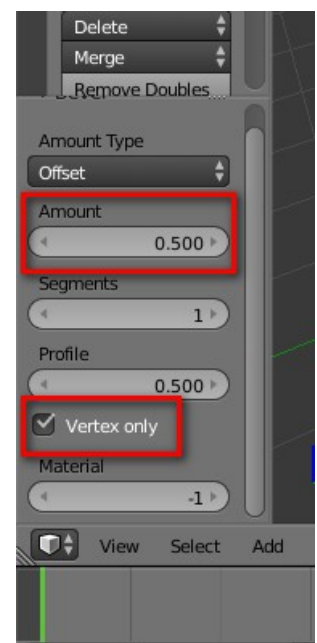 Delete
Merge
Remove Doubles
Amount Type
Offset
Amount
0.500
Segments
1
Profile
0.500
Vertex only
Material
-1
View Select Add